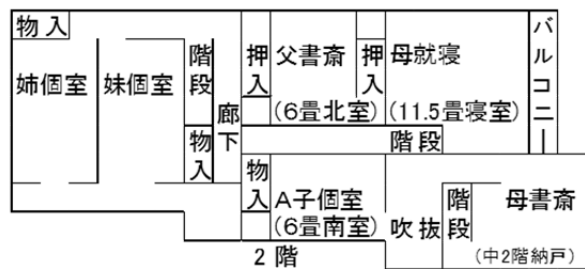 物入
姉個室
妹個室
階段
物入
廊下
押入
父書斎
(6畳北室)
押入
母就寝
(11.5畳寝室)
バルコニー
階段
物入
A子個室
(6畳南室)
吹抜
階段
母書斎
(中2階納戸)
2階